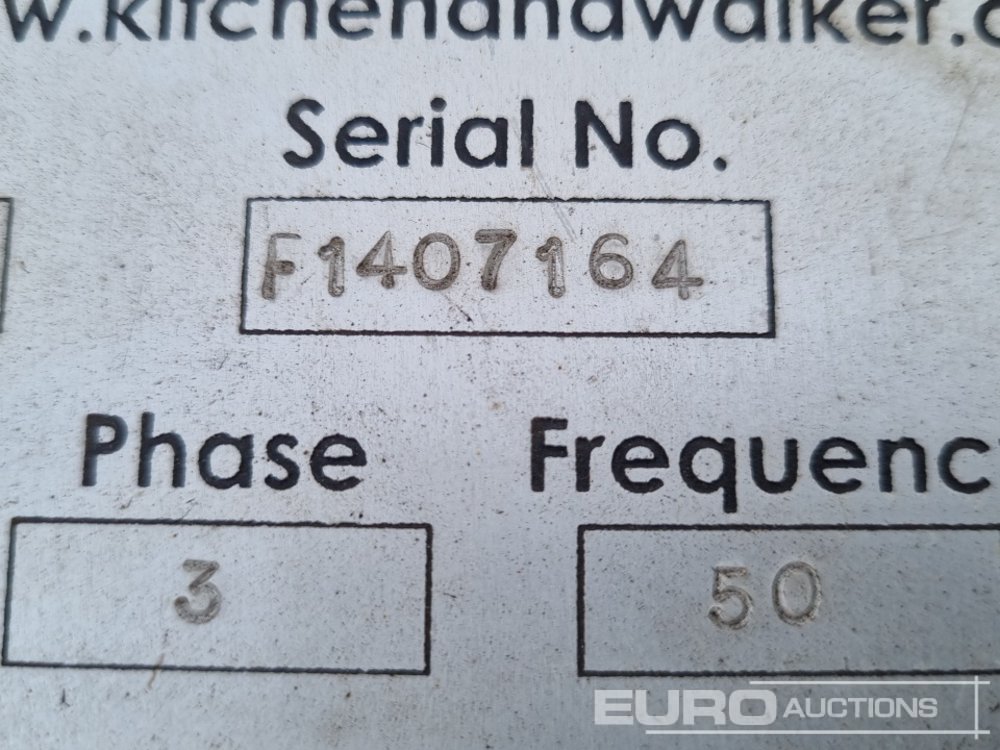 w.kitchenandwalker.c
Serial No.
F1407164
Phase
Frequenc
3
50
EURO AUCTIONS